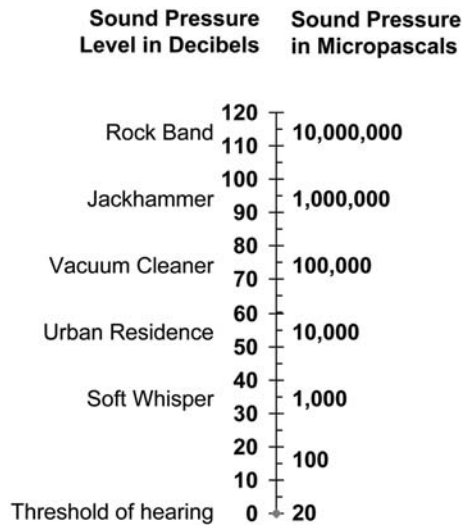 Sound Pressure
Level in Decibels
Sound Pressure
in Micropascals
120
Rock Band
10,000,000
110
100
Jackhammer
1,000,000
90
80
Vacuum Cleaner
100,000
70
60
Urban Residence
10,000
50
40
Soft Whisper
1,000
30
20
100
10
Threshold of hearing 0 20